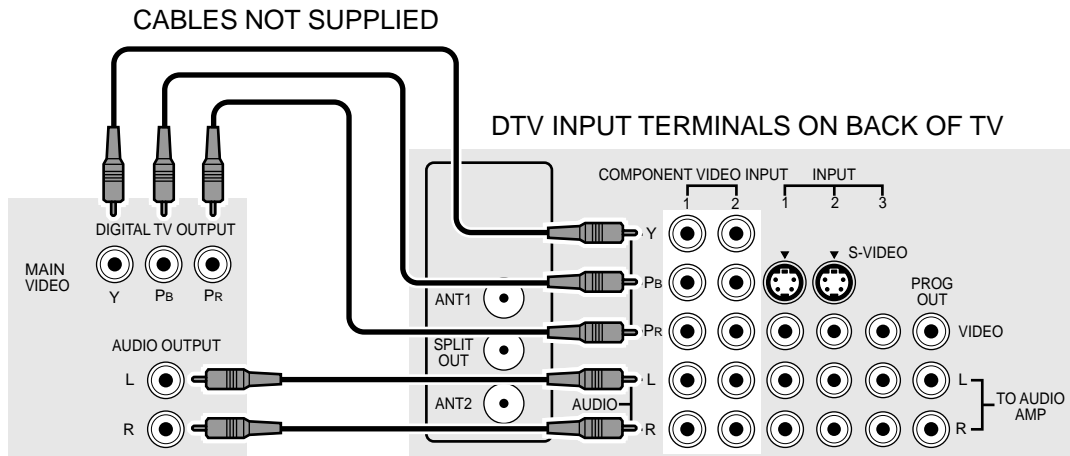 CABLES NOT SUPPLIED
DTV INPUT TERMINALS ON BACK OF TV
COMPONENT VIDEO INPUT
1 2
INPUT
1 2 3
DIGITAL TV OUTPUT
MAIN
VIDEO
Y PB PR
AUDIO OUTPUT
L
R
ANT1
SPLIT
OUT
ANT2
Y
PB
PR
AUDIO
L
R
S-VIDEO
PROG
OUT
VIDEO
L
R
TO AUDIO
AMP